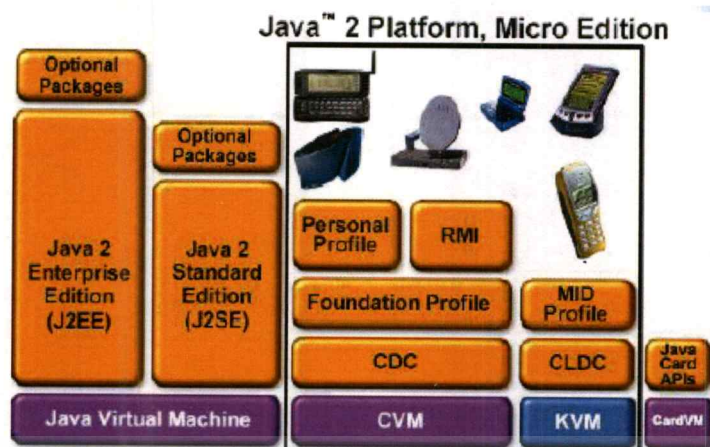 Java™ 2 Platform, Micro Edition
Optional
Packages
Optional
Packages
Java 2
Enterprise
Edition
(J2EE)
Java 2
Standard
Edition
(J2SE)
Personal
Profile
RMI
Foundation Profile
MID
Profile
CDC
CLDC
Java
Card
APIs
Java Virtual Machine
CVM
KVM
CardVM